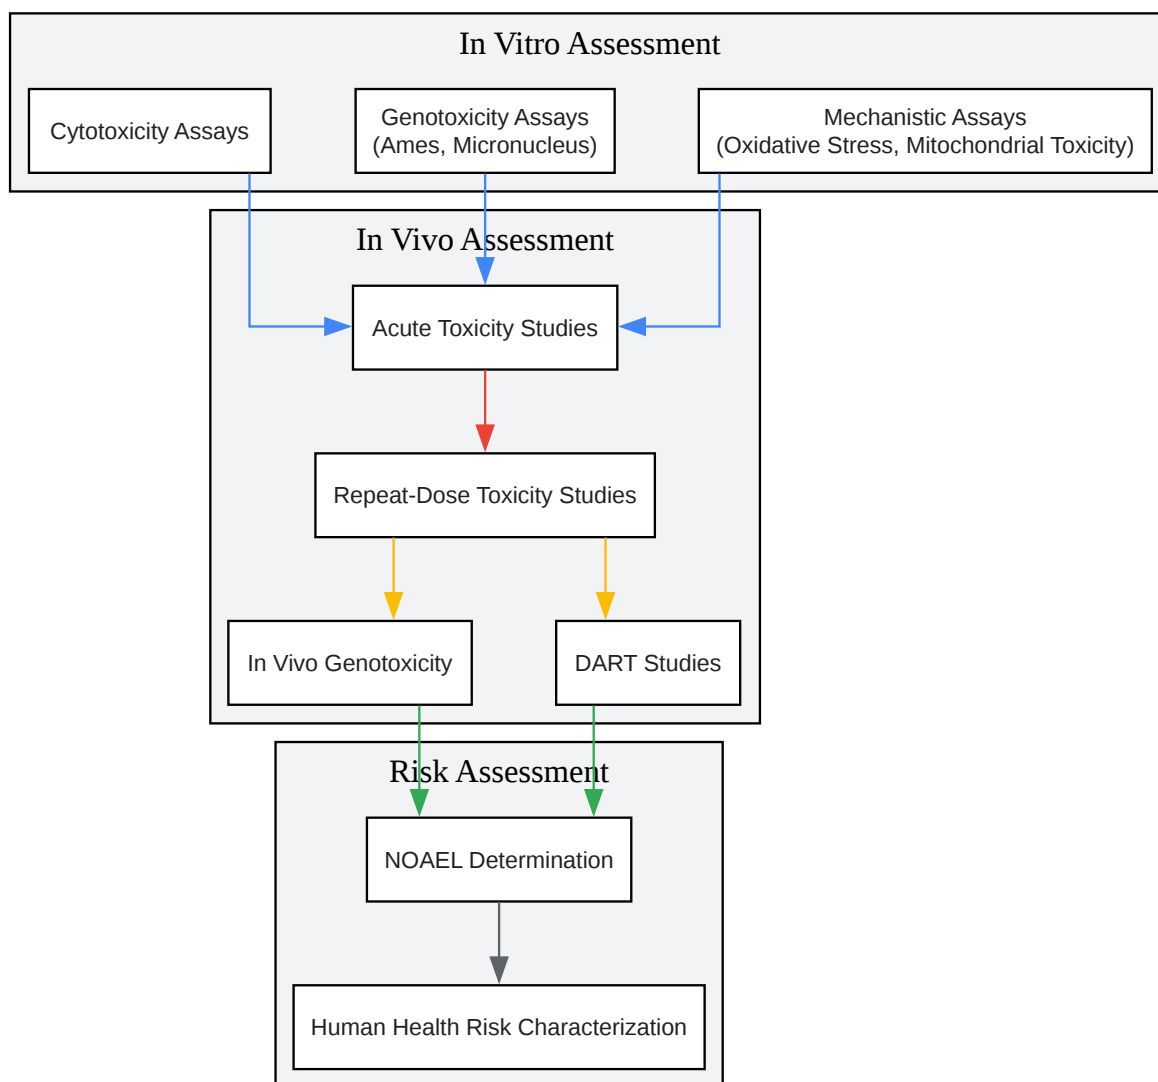 In Vitro Assessment
Cytotoxicity Assays
Genotoxicity Assays
(Ames, Micronucleus)
Mechanistic Assays
(Oxidative Stress, Mitochondrial Toxicity)
In Vivo Assessment
Acute Toxicity Studies
Repeat-Dose Toxicity Studies
In Vivo Genotoxicity
DART Studies
Risk Assessment
NOAEL Determination
Human Health Risk Characterization